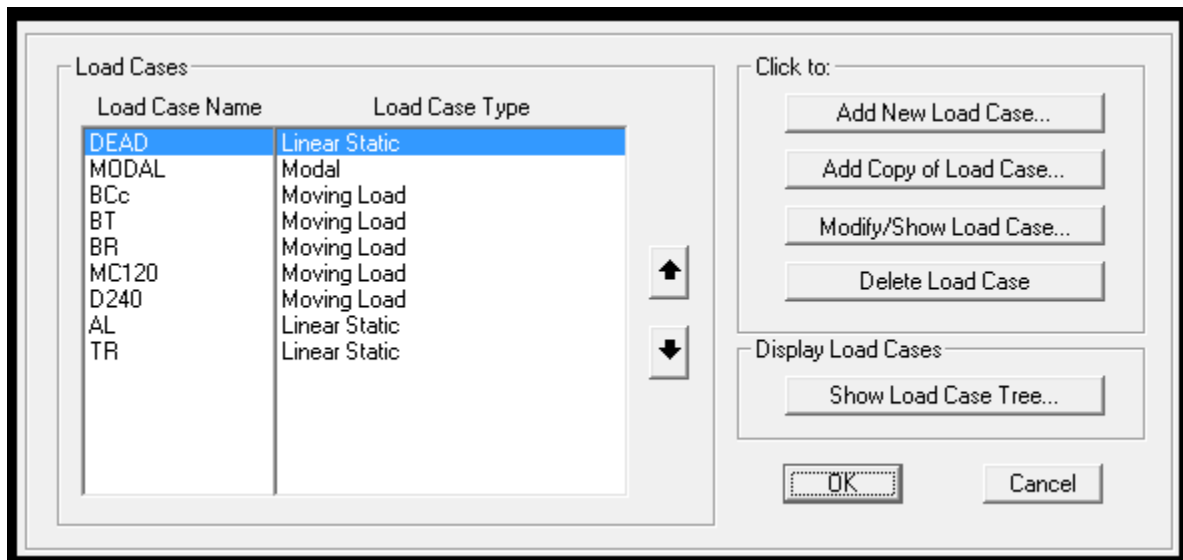 Load Cases
Load Case Name Load Case Type
DEAD Linear Static
MODAL Modal
BCc Moving Load
BT Moving Load
BR Moving Load
MC120 Moving Load
D240 Moving Load
AL Linear Static
TR Linear Static
Click to:
Add New Load Case...
Add Copy of Load Case...
Modify/Show Load Case...
Delete Load Case
Display Load Cases
Show Load Case Tree...
OK Cancel